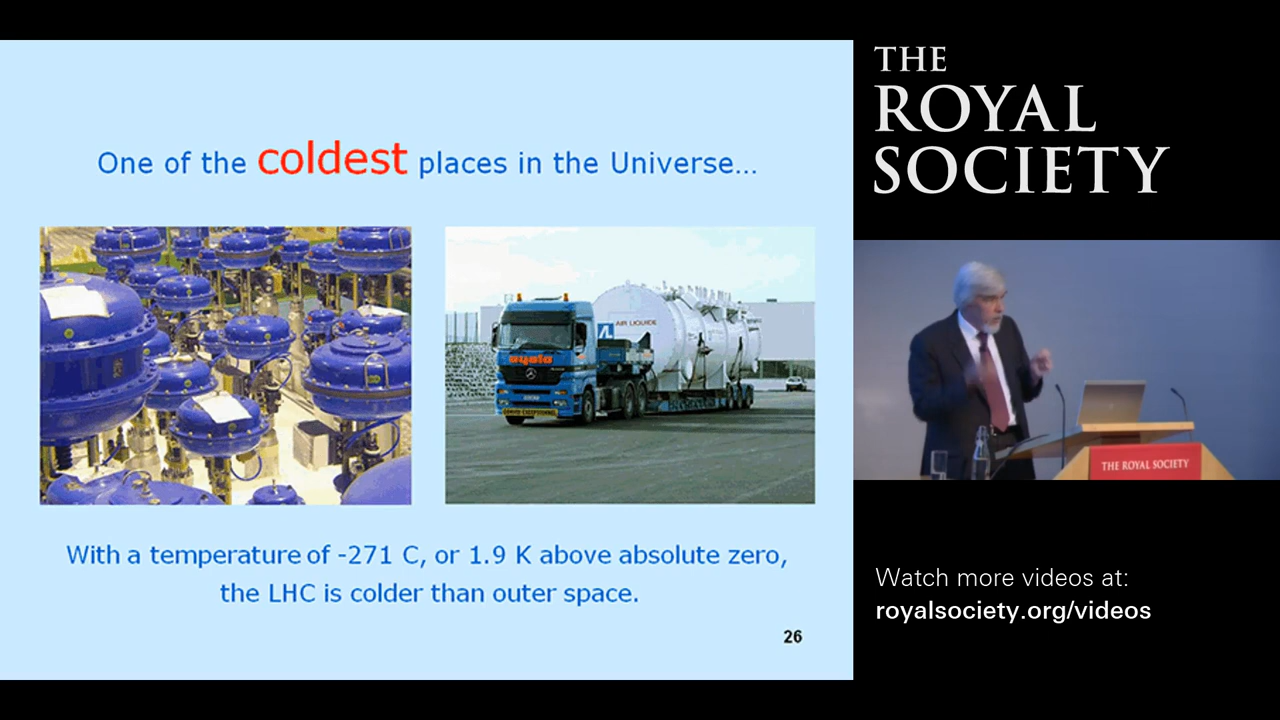 One of the coldest places in the Universe...
AIR LIQUIDE
CONVOI EXCEPTIONNEL
With a temperature of -271 C, or 1.9 K above absolute zero,
the LHC is colder than outer space.
26
THE
ROYAL
SOCIETY
THE ROYAL SOCIETY
Watch more videos at:
royalsociety.org/videos